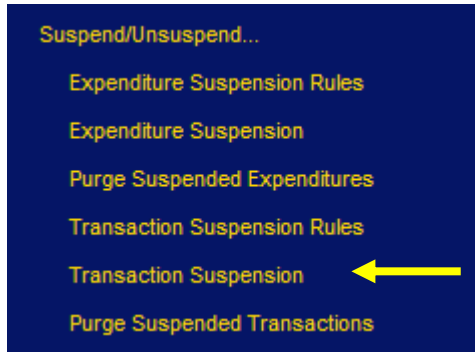 Suspend/Unsuspend...
Expenditure Suspension Rules
Expenditure Suspension
Purge Suspended Expenditures
Transaction Suspension Rules
Transaction Suspension
Purge Suspended Transactions